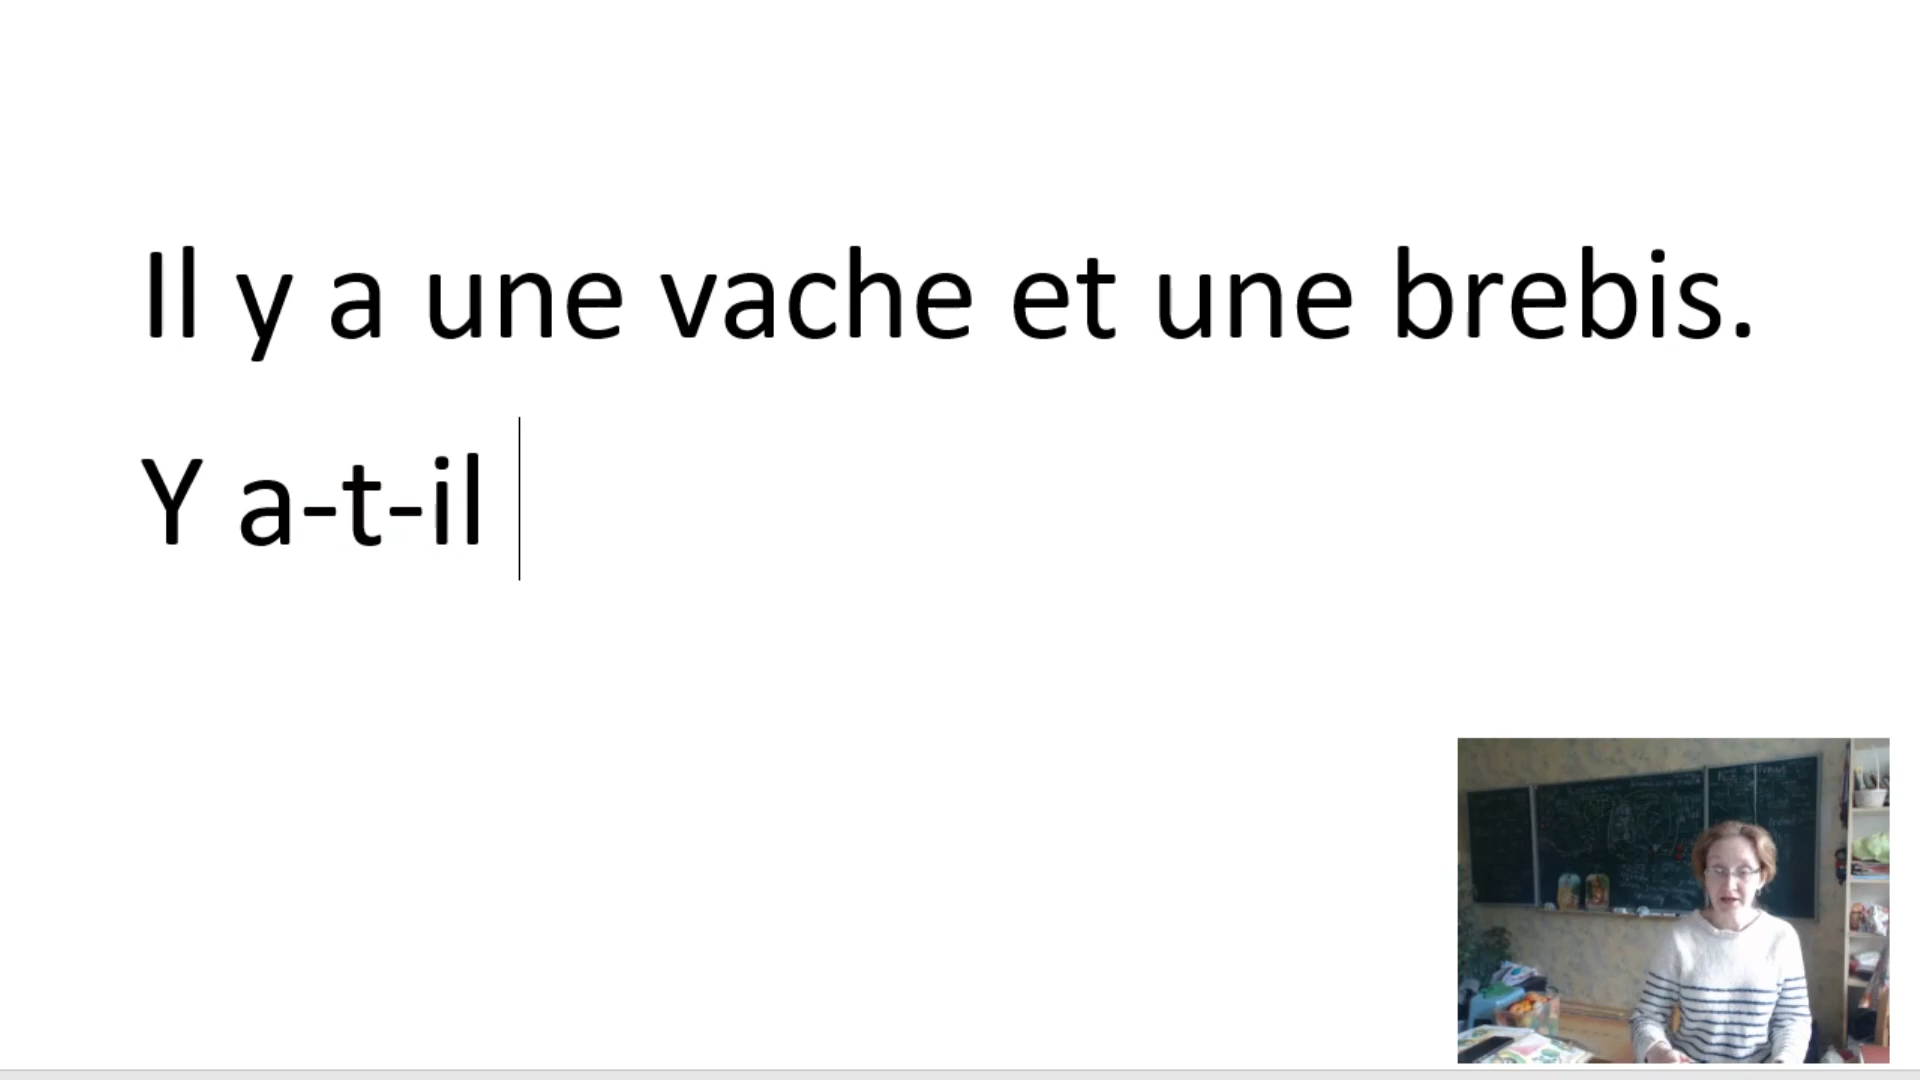 Il y a une vache et une brebis.
Y a-t-il